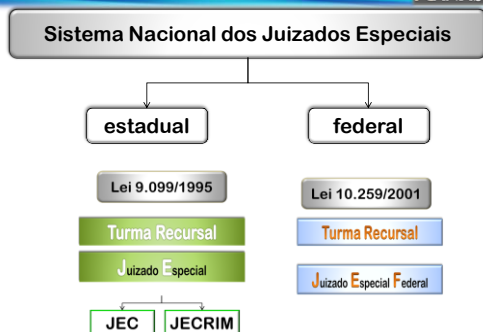 Sistema Nacional dos Juizados Especiais
estadual
federal
Lei 9.099/1995
Lei 10.259/2001
Turma Recursal
Turma Recursal
Juizado Especial
Juizado Especial Federal
JEC
JECRIM